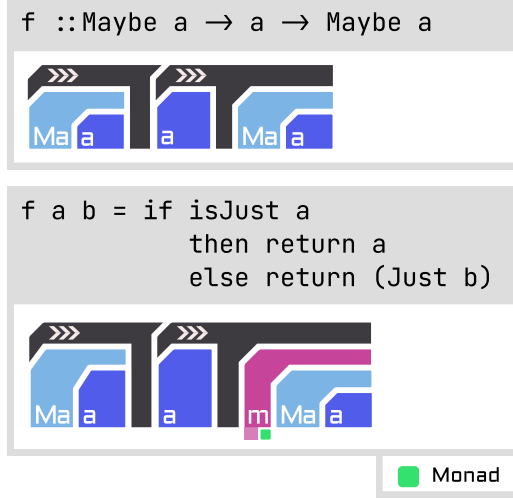 f :: Maybe a -> a -> Maybe a
>>> >>>
Ma a a Ma a
f a b = if isJust a
then return a
else return (Just b)
>>> >>>
Ma a a m Ma a
Monad